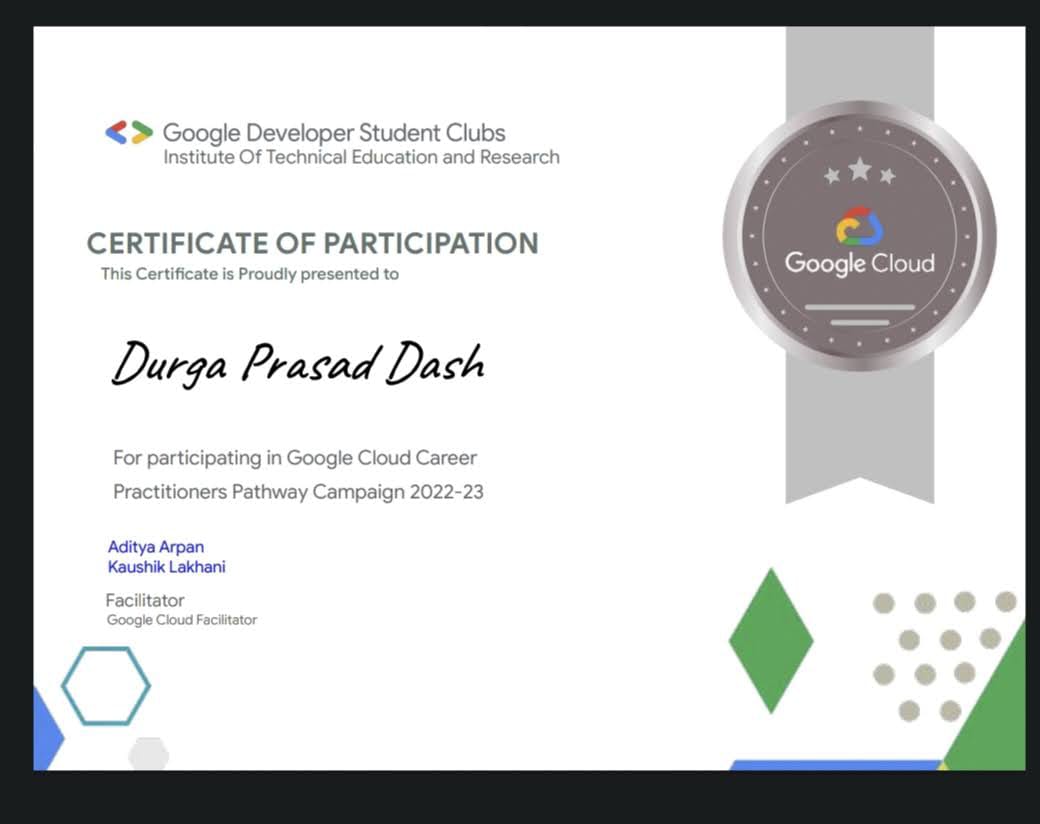 Google Developer Student Clubs
Institute Of Technical Education and Research
CERTIFICATE OF PARTICIPATION
This Certificate is Proudly presented to
Durga Prasad Dash
For participating in Google Cloud Career
Practitioners Pathway Campaign 2022-23
Aditya Arpan
Kaushik Lakhani
Facilitator
Google Cloud Facilitator
Google Cloud